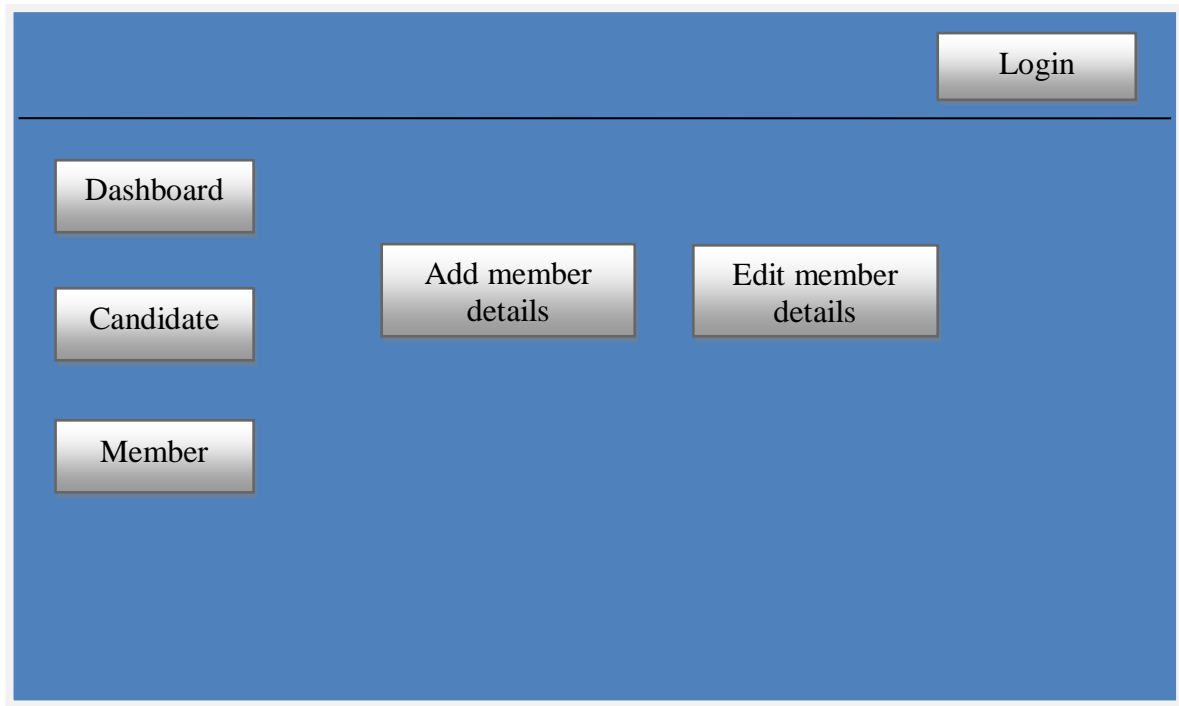 Login
Dashboard
Add member
details
Edit member
details
Candidate
Member